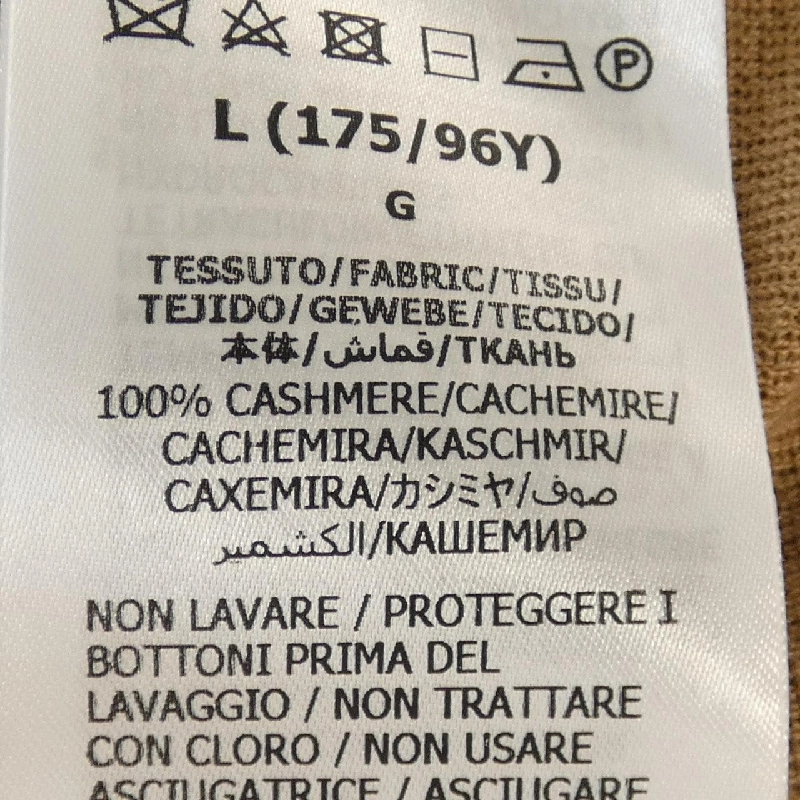 P
L (175/96Y)
G
TESSUTO/FABRIC/TISSU/
TEJIDO/GEWEBE/TECIDO/
本体/قماش/ТКАНЬ
100% CASHMERE/CACHEMIRE/
CACHEMIRA/KASCHMIR/
CAXEMIRA/カシミヤ/صوف
الكشمير/КАШЕМИР
NON LAVARE / PROTEGGERE I
BOTTONI PRIMA DEL
LAVAGGIO / NON TRATTARE
CON CLORO / NON USARE
ASCIUGATRICE / ASCIUGARE